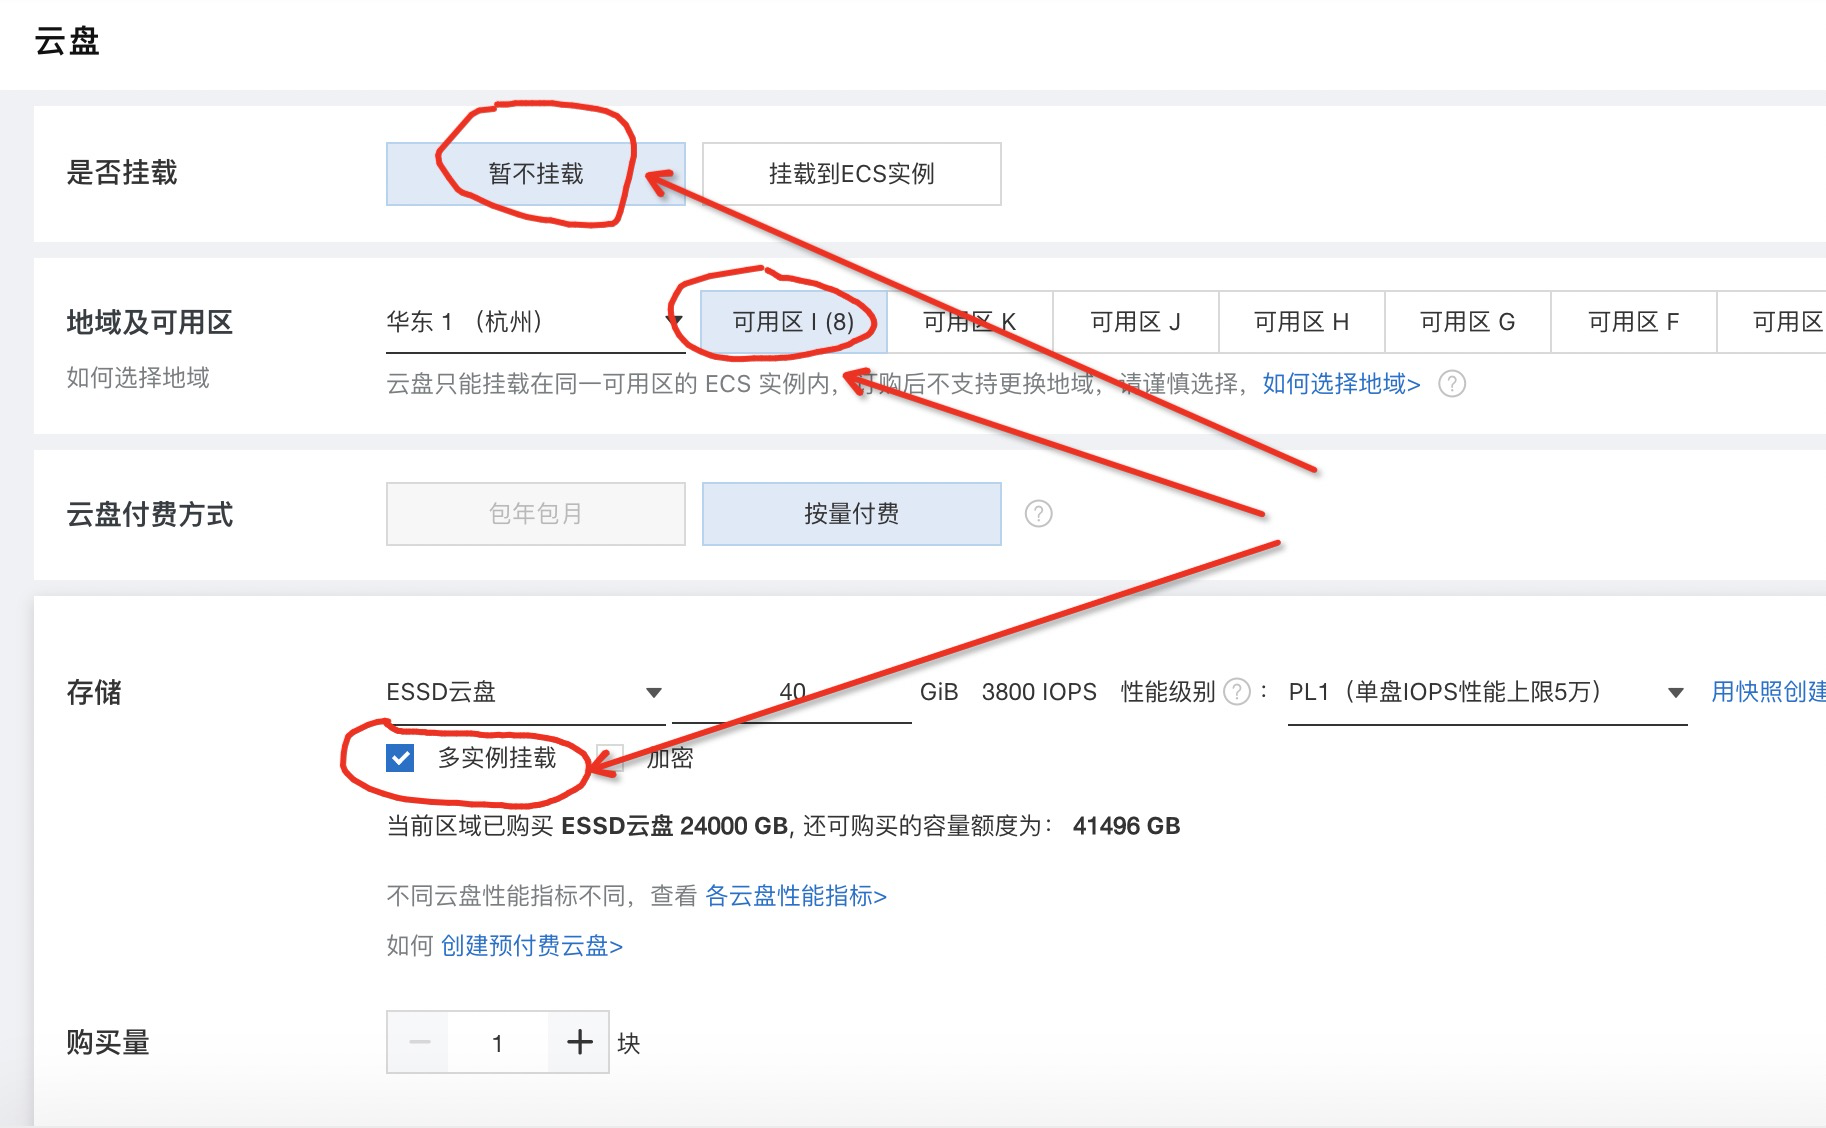 云盘
是否挂载 暂不挂载 挂载到ECS实例
地域及可用区 华东 1 （杭州） 可用区 I (8) 可用区 K 可用区 J 可用区 H 可用区 G 可用区 F 可用区
如何选择地域 云盘只能挂载在同一可用区的 ECS 实例内，订购后不支持更换地域，请谨慎选择，如何选择地域> ?
云盘付费方式 包年包月 按量付费 ?
存储 ESSD云盘 40 GiB 3800 IOPS 性能级别 ? ： PL1（单盘IOPS性能上限5万） 用快照创建
多实例挂载 加密
当前区域已购买 ESSD云盘 24000 GB, 还可购买的容量额度为： 41496 GB
不同云盘性能指标不同，查看 各云盘性能指标>
如何 创建预付费云盘>
购买量 － 1 + 块